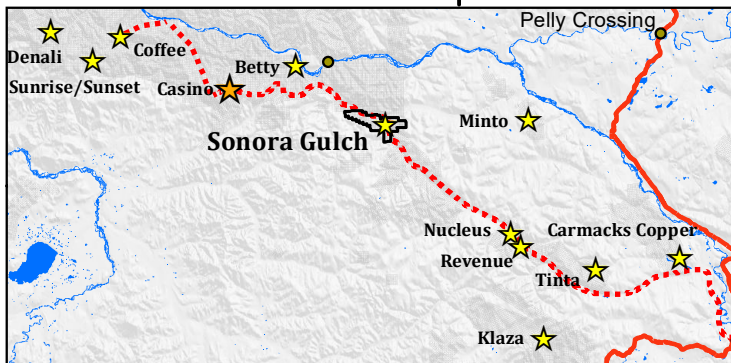 Pelly Crossing
Denali
Coffee
Betty
Sunrise/Sunset
Casino
Sonora Gulch
Minto
Nucleus
Carmacks Copper
Revenue
Tinta
Klaza